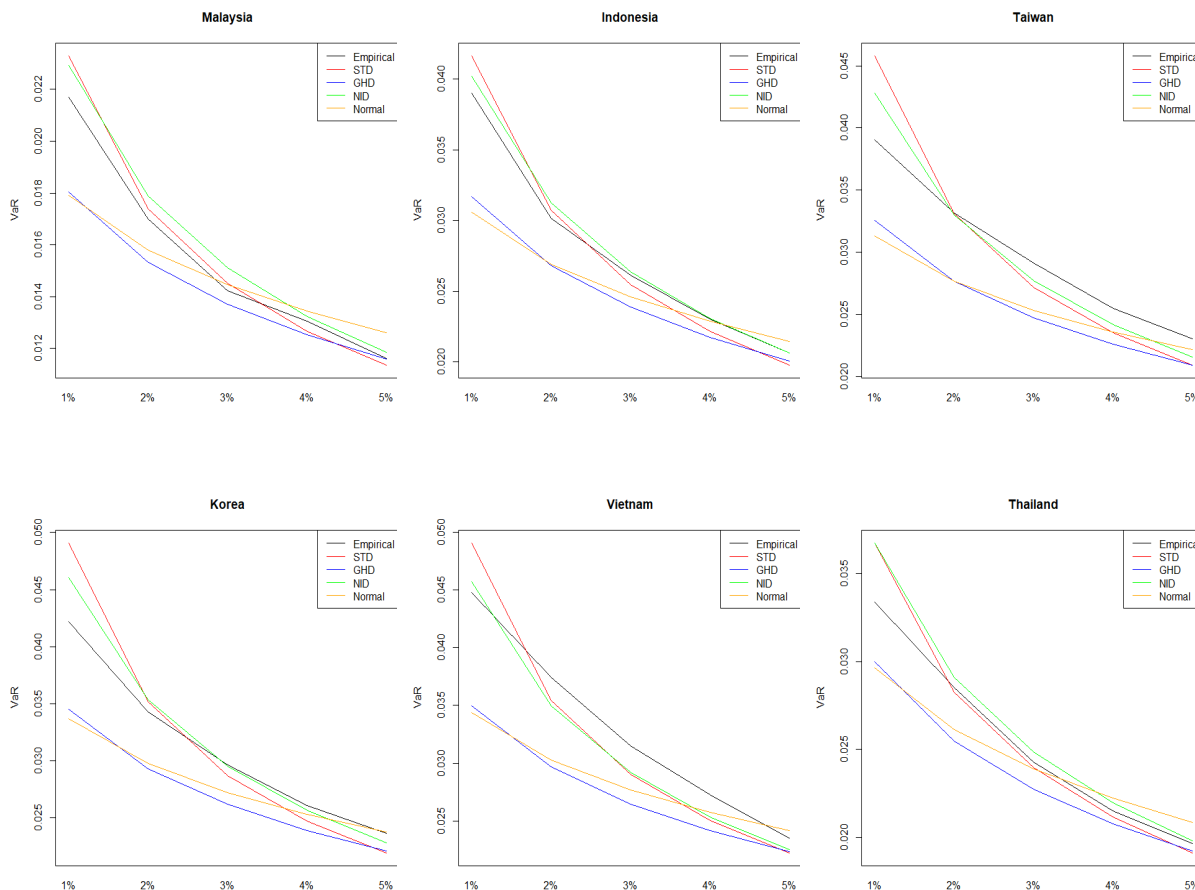 Malaysia
VaR
0.012 0.014 0.016 0.018 0.020 0.022
1% 2% 3% 4% 5%
Empirical
STD
GHD
NID
Normal
Indonesia
VaR
0.020 0.025 0.030 0.035 0.040
1% 2% 3% 4% 5%
Empirical
STD
GHD
NID
Normal
Taiwan
VaR
0.020 0.025 0.030 0.035 0.040 0.045
1% 2% 3% 4% 5%
Empirical
STD
GHD
NID
Normal
Korea
VaR
0.025 0.030 0.035 0.040 0.045 0.050
1% 2% 3% 4% 5%
Empirical
STD
GHD
NID
Normal
Vietnam
VaR
0.025 0.030 0.035 0.040 0.045 0.050
1% 2% 3% 4% 5%
Empirical
STD
GHD
NID
Normal
Thailand
VaR
0.020 0.025 0.030 0.035
1% 2% 3% 4% 5%
Empirical
STD
GHD
NID
Normal